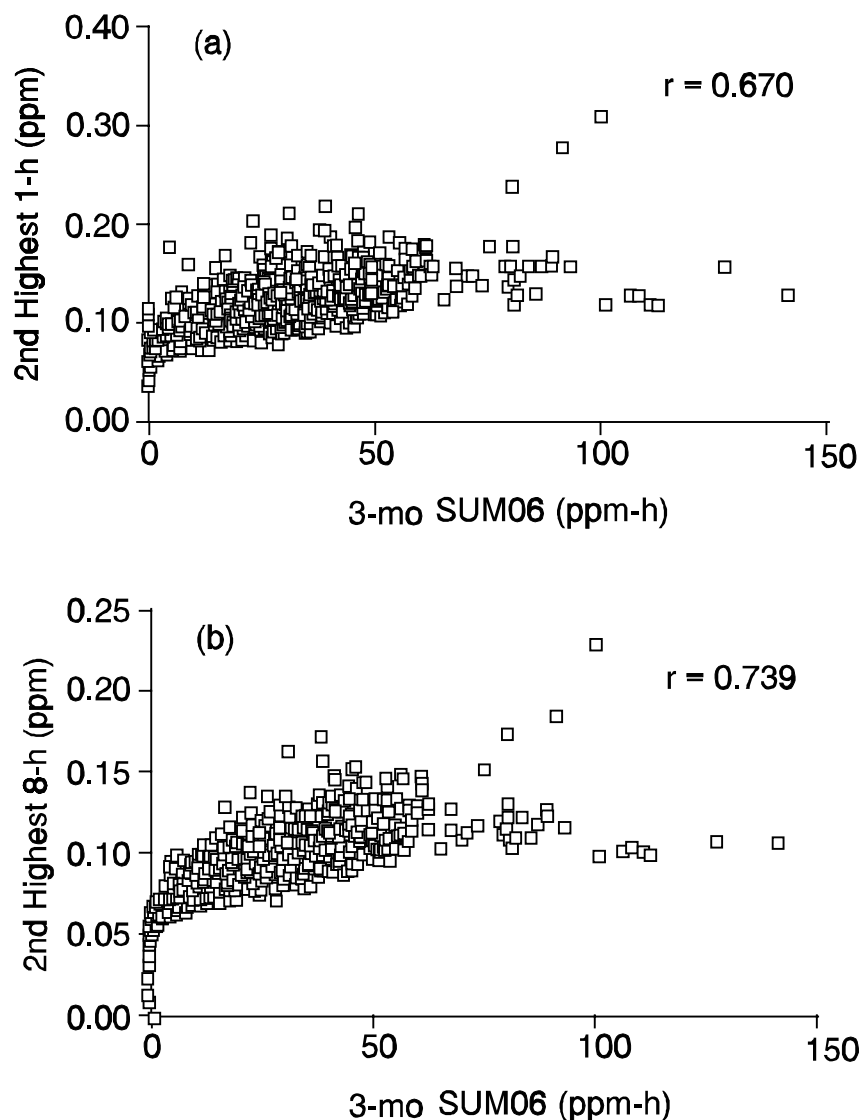 (a)
r = 0.670
2nd Highest 1-h (ppm)
0.40
0.30
0.20
0.10
0.00
0 50 100 150
3-mo SUM06 (ppm-h)
(b)
r = 0.739
2nd Highest 8-h (ppm)
0.25
0.20
0.15
0.10
0.05
0.00
0 50 100 150
3-mo SUM06 (ppm-h)